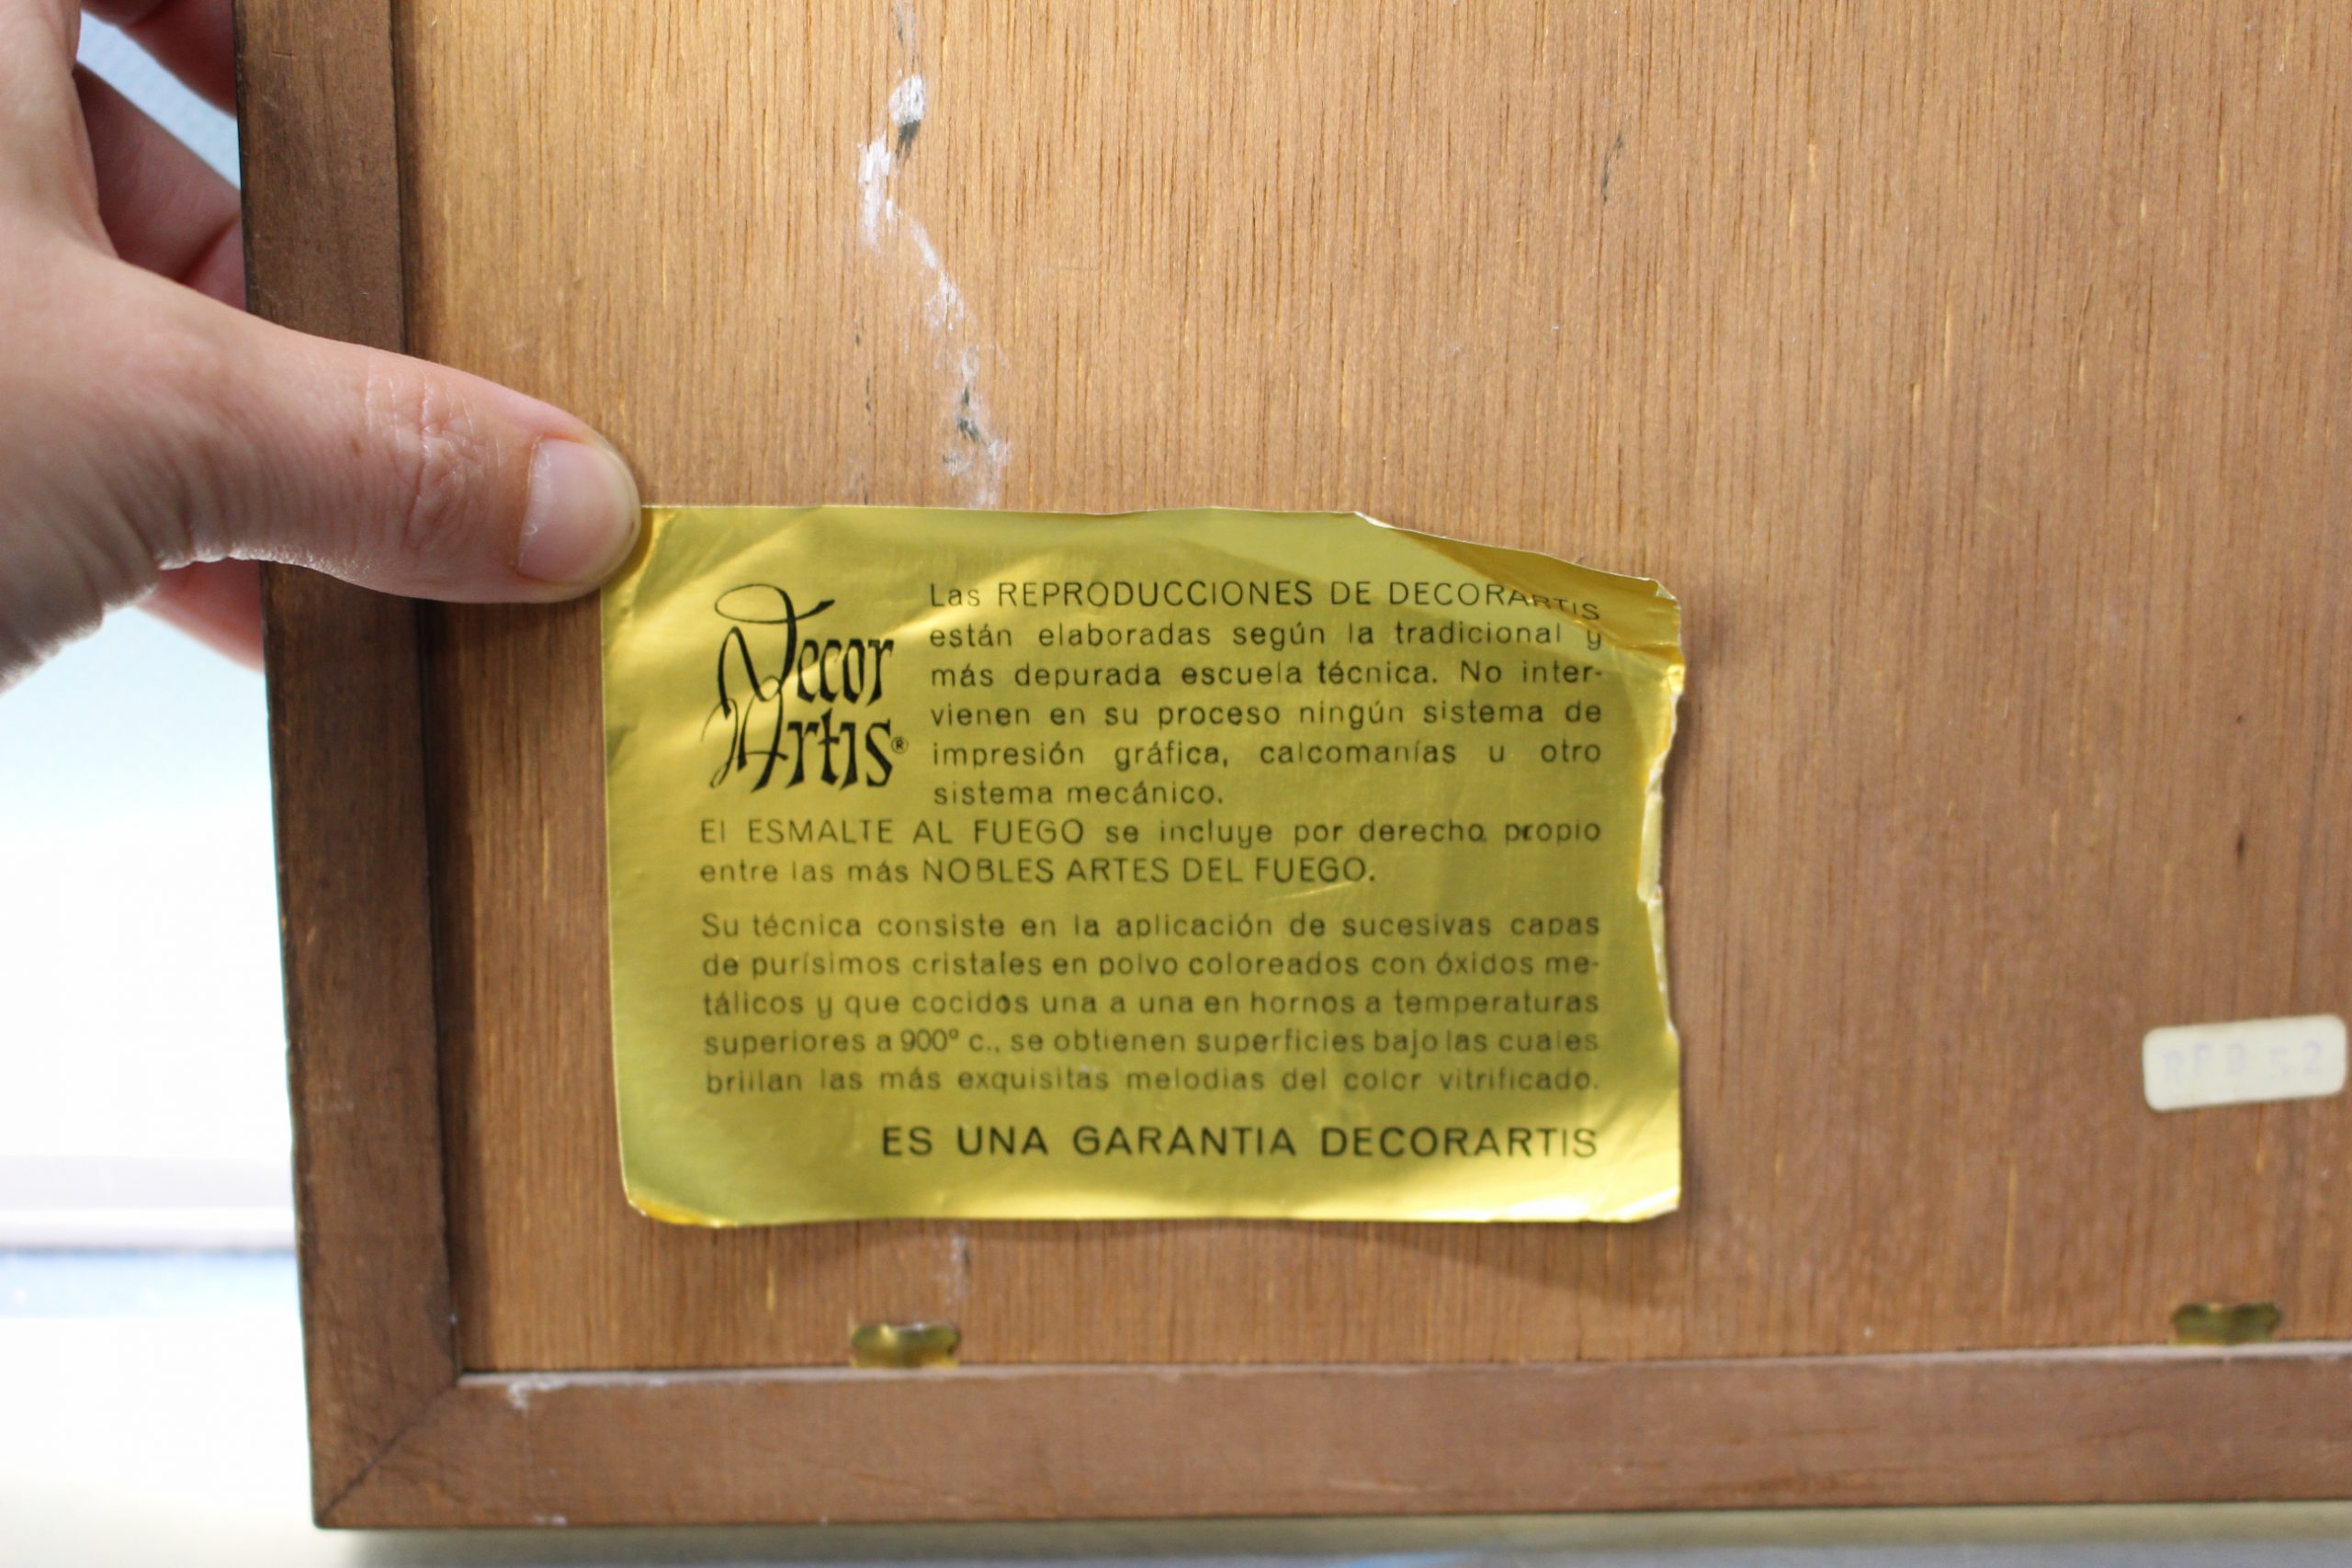 Decor
Artis®
Las REPRODUCCIONES DE DECORARTIS
están elaboradas según la tradicional y
más depurada escuela técnica. No inter-
vienen en su proceso ningún sistema de
impresión gráfica, calcomanías u otro
sistema mecánico.
El ESMALTE AL FUEGO se incluye por derecho propio
entre las más NOBLES ARTES DEL FUEGO.
Su técnica consiste en la aplicación de sucesivas capas
de purísimos cristales en polvo coloreados con óxidos me-
tálicos y que cocidos una a una en hornos a temperaturas
superiores a 900º c., se obtienen superficies bajo las cuales
brillan las más exquisitas melodias del color vitrificado.
ES UNA GARANTIA DECORARTIS